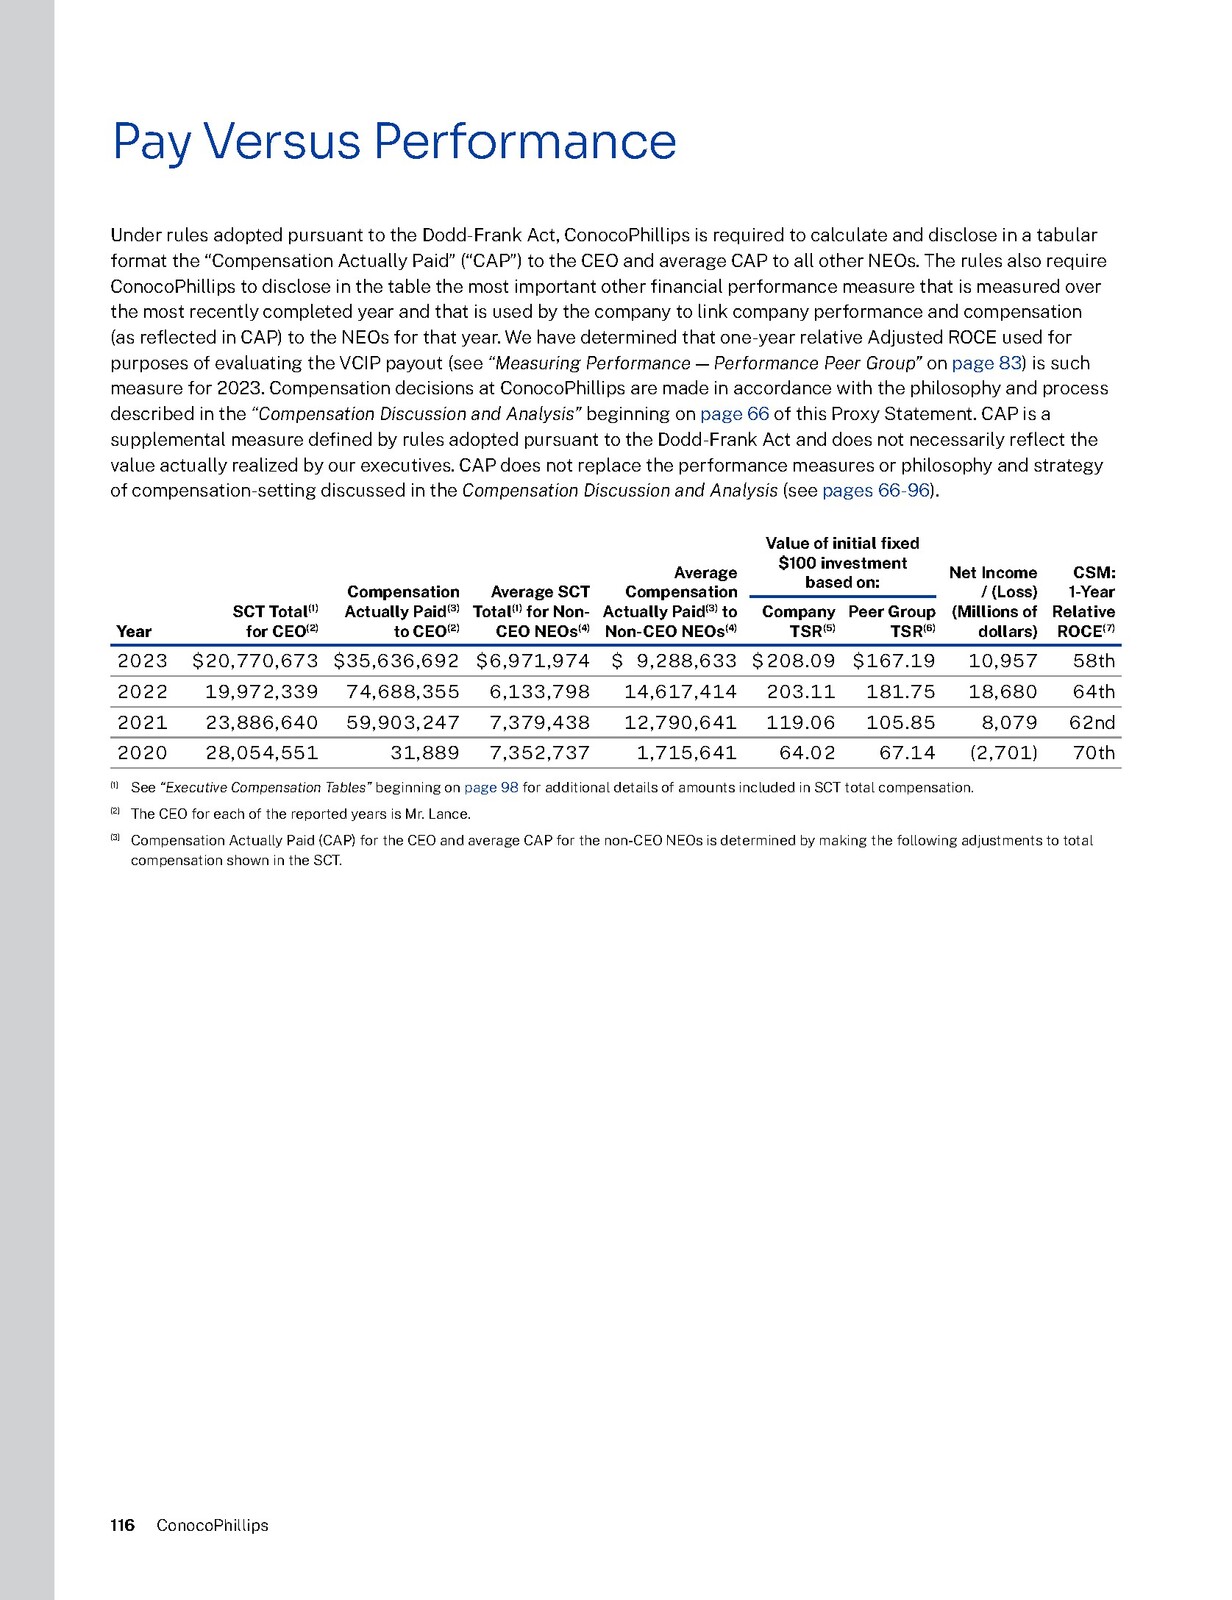 Pay Versus Performance
Under rules adopted pursuant to the Dodd-Frank Act, ConocoPhillips is required to calculate and disclose in a tabular
format the “Compensation Actually Paid” (“CAP”) to the CEO and average CAP to all other NEOs. The rules also require
ConocoPhillips to disclose in the table the most important other financial performance measure that is measured over
the most recently completed year and that is used by the company to link company performance and compensation
(as reflected in CAP) to the NEOs for that year. We have determined that one-year relative Adjusted ROCE used for
purposes of evaluating the VCIP payout (see “Measuring Performance — Performance Peer Group” on page 83) is such
measure for 2023. Compensation decisions at ConocoPhillips are made in accordance with the philosophy and process
described in the “Compensation Discussion and Analysis” beginning on page 66 of this Proxy Statement. CAP is a
supplemental measure defined by rules adopted pursuant to the Dodd-Frank Act and does not necessarily reflect the
value actually realized by our executives. CAP does not replace the performance measures or philosophy and strategy
of compensation-setting discussed in the Compensation Discussion and Analysis (see pages 66-96).
Value of initial fixed
$100 investment
based on:
Year
SCT Total(1)
for CEO(2)
Compensation
Actually Paid(3)
to CEO(2)
Average SCT
Total(1) for Non-
CEO NEOs(4)
Average
Compensation
Actually Paid(3) to
Non-CEO NEOs(4)
Company
TSR(5)
Peer Group
TSR(6)
Net Income
/ (Loss)
(Millions of
dollars)
CSM:
1-Year
Relative
ROCE(7)
2023 $20,770,673 $35,636,692 $6,971,974 $ 9,288,633 $208.09 $167.19 10,957 58th
2022 19,972,339 74,688,355 6,133,798 14,617,414 203.11 181.75 18,680 64th
2021 23,886,640 59,903,247 7,379,438 12,790,641 119.06 105.85 8,079 62nd
2020 28,054,551 31,889 7,352,737 1,715,641 64.02 67.14 (2,701) 70th
(1) See “Executive Compensation Tables” beginning on page 98 for additional details of amounts included in SCT total compensation.
(2) The CEO for each of the reported years is Mr. Lance.
(3) Compensation Actually Paid (CAP) for the CEO and average CAP for the non-CEO NEOs is determined by making the following adjustments to total
compensation shown in the SCT.
116 ConocoPhillips